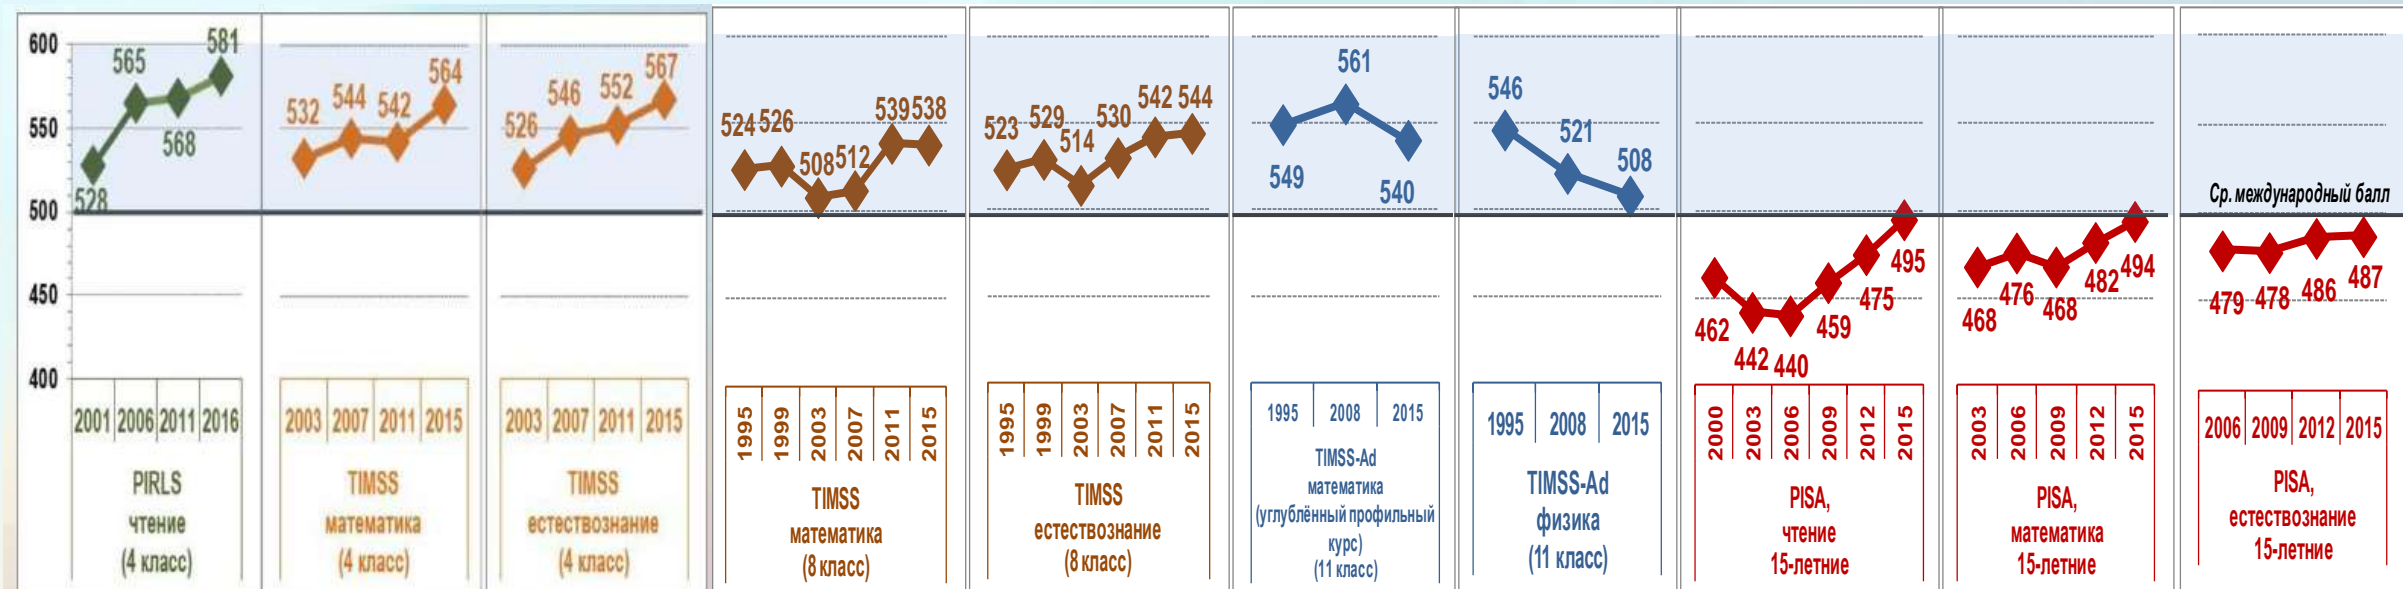 600
550
500
450
400
528
565
568
581
2001 2006 2011 2016
PIRLS
чтение
(4 класс)
532
544
542
564
2003 2007 2011 2015
TIMSS
математика
(4 класс)
526
546
552
567
2003 2007 2011 2015
TIMSS
естествознание
(4 класс)
524 526
508 512
539 538
1995 1999 2003 2007 2011 2015
TIMSS
математика
(8 класс)
523
529
514
530
542 544
1995 1999 2003 2007 2011 2015
TIMSS
естествознание
(8 класс)
549
561
540
1995 2008 2015
TIMSS-Ad
математика
(углублённый профильный
курс)
(11 класс)
546
521
508
1995 2008 2015
TIMSS-Ad
физика
(11 класс)
462
442
440
459
475
495
2000 2003 2006 2009 2012 2015
PISA,
чтение
15-летние
468
476
468
482
494
2003 2006 2009 2012 2015
PISA,
математика
15-летние
Ср. международный балл
479 478 486 487
2006 2009 2012 2015
PISA,
естествознание
15-летние